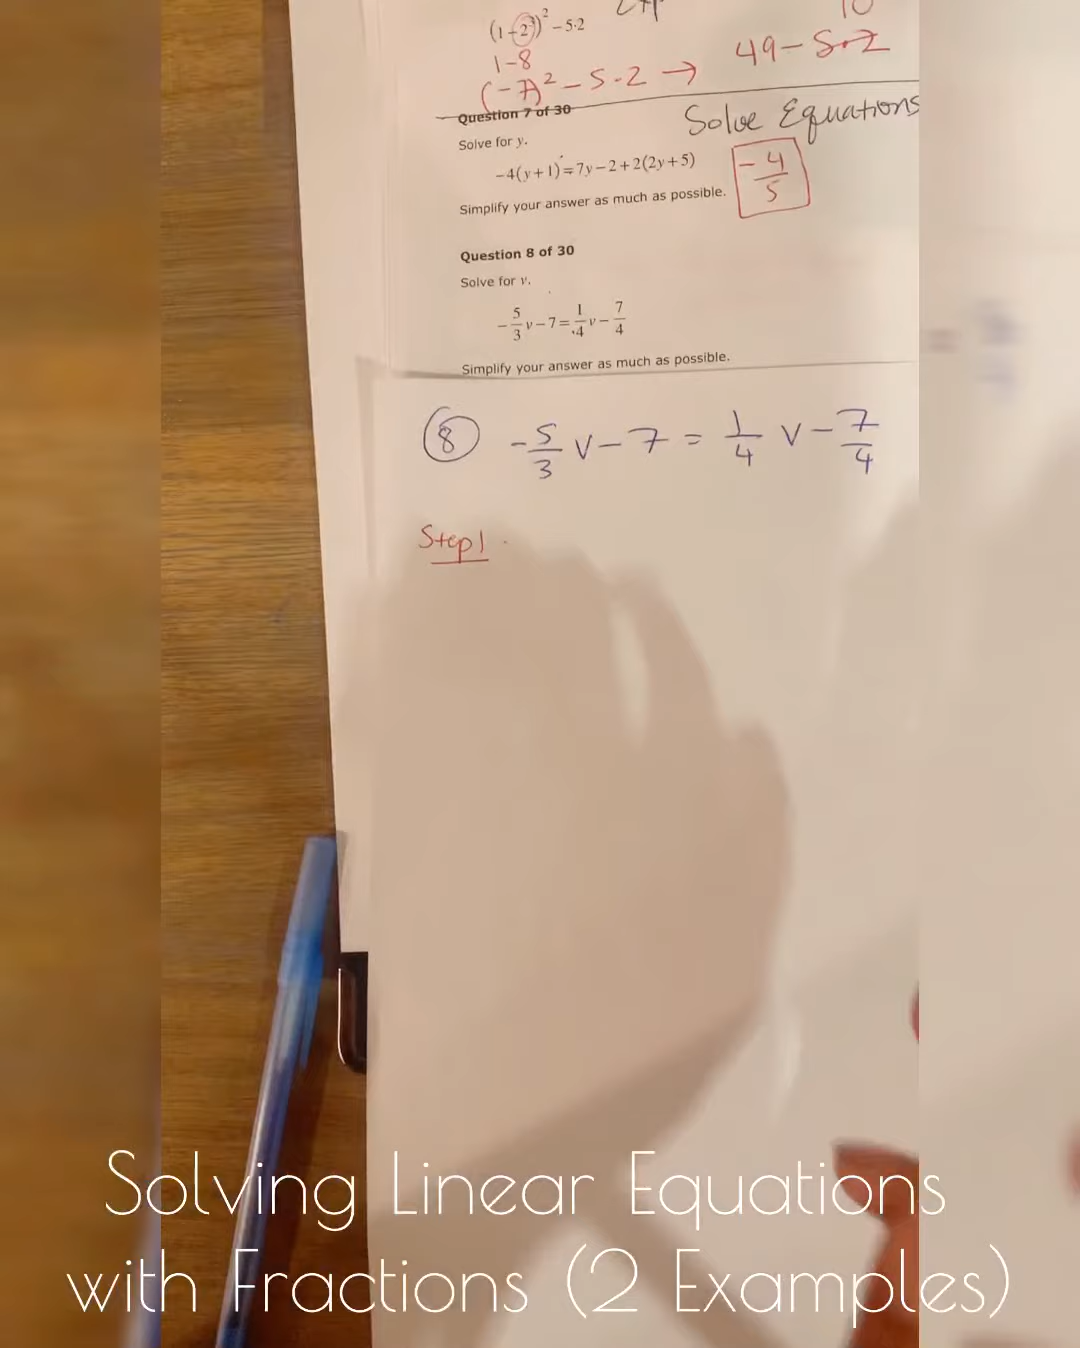 (1-2³)² - 5·2
1-8
(-7)² - 5·2 → 49 - 5·2
Question 7 of 30
Solve Equations
Solve for y.
-4(y+1)=7y-2+2(2y+5)
-4/5
Simplify your answer as much as possible.
Question 8 of 30
Solve for v.
-5/3 v-7=1/4 v-7/4
Simplify your answer as much as possible.
8 -5/3 v-7 = 1/4 v-7/4
Step1
Solving Linear Equations
with Fractions (2 Examples)